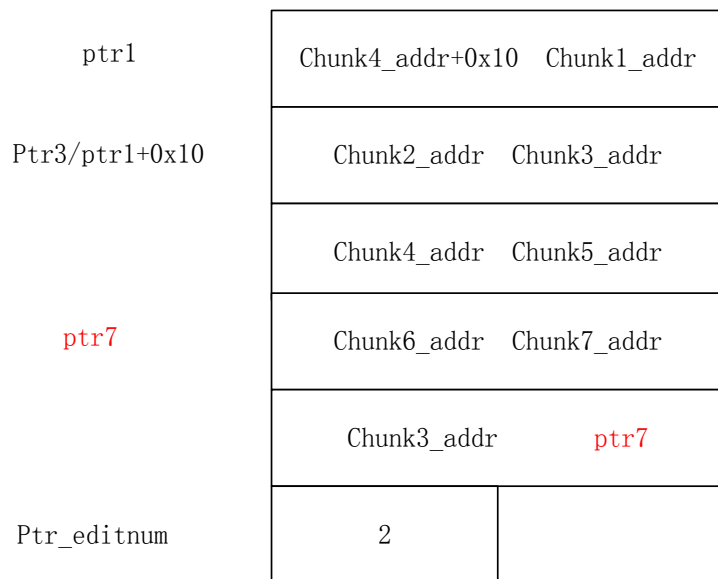 ptr1 Chunk4_addr+0x10 Chunk1_addr
Ptr3/ptr1+0x10 Chunk2_addr Chunk3_addr
Chunk4_addr Chunk5_addr
ptr7 Chunk6_addr Chunk7_addr
Chunk3_addr ptr7
Ptr_editnum 2